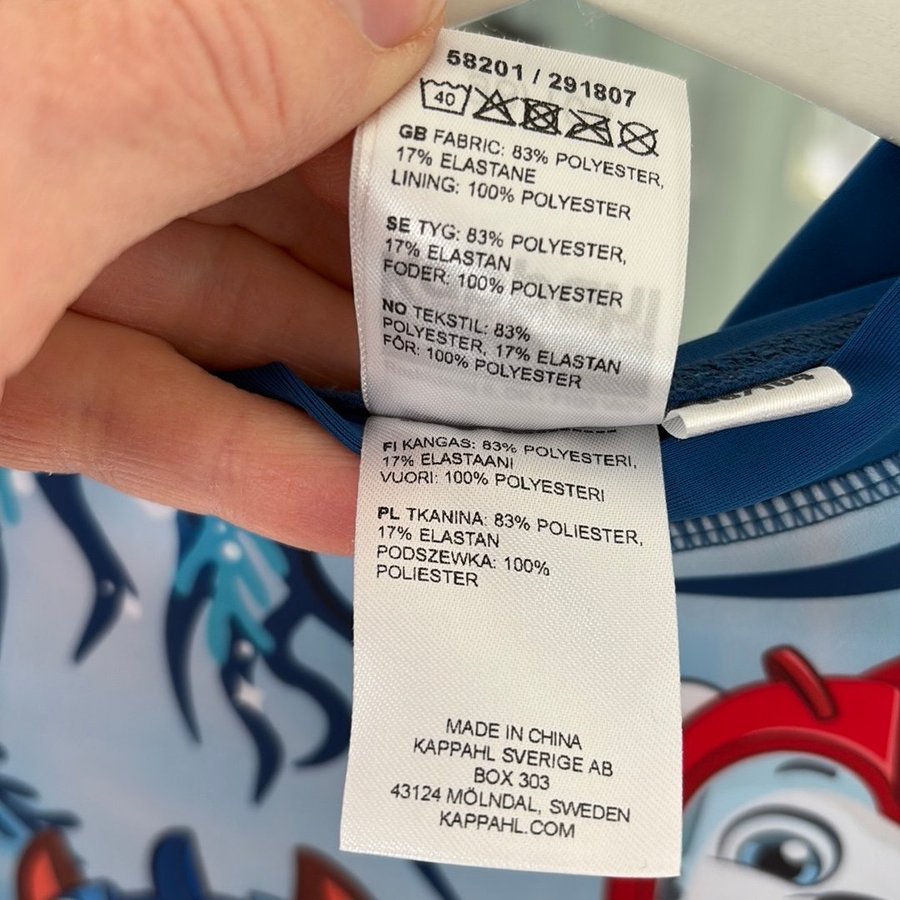 58201 / 291807
40
GB FABRIC: 83% POLYESTER,
17% ELASTANE
LINING: 100% POLYESTER
SE TYG: 83% POLYESTER,
17% ELASTAN
FODER: 100% POLYESTER
NO TEKSTIL: 83%
POLYESTER, 17% ELASTAN
FÔR: 100% POLYESTER
FI KANGAS: 83% POLYESTERI,
17% ELASTAANI
VUORI: 100% POLYESTERI
PL TKANINA: 83% POLIESTER,
17% ELASTAN
PODSZEWKA: 100%
POLIESTER
MADE IN CHINA
KAPPAHL SVERIGE AB
BOX 303
43124 MÖLNDAL, SWEDEN
KAPPAHL.COM